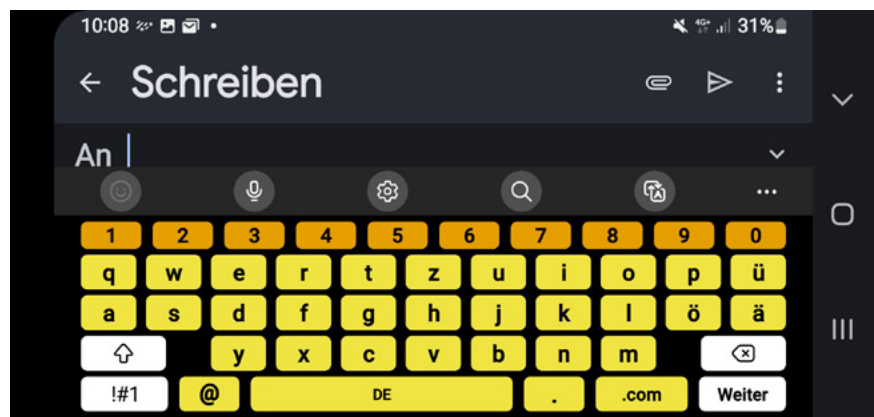 10:08 4G+ 31%
Schreiben
An
1 2 3 4 5 6 7 8 9 0
q w e r t z u i o p ü
a s d f g h j k l ö ä
y x c v b n m
!#1 @ DE . .com Weiter